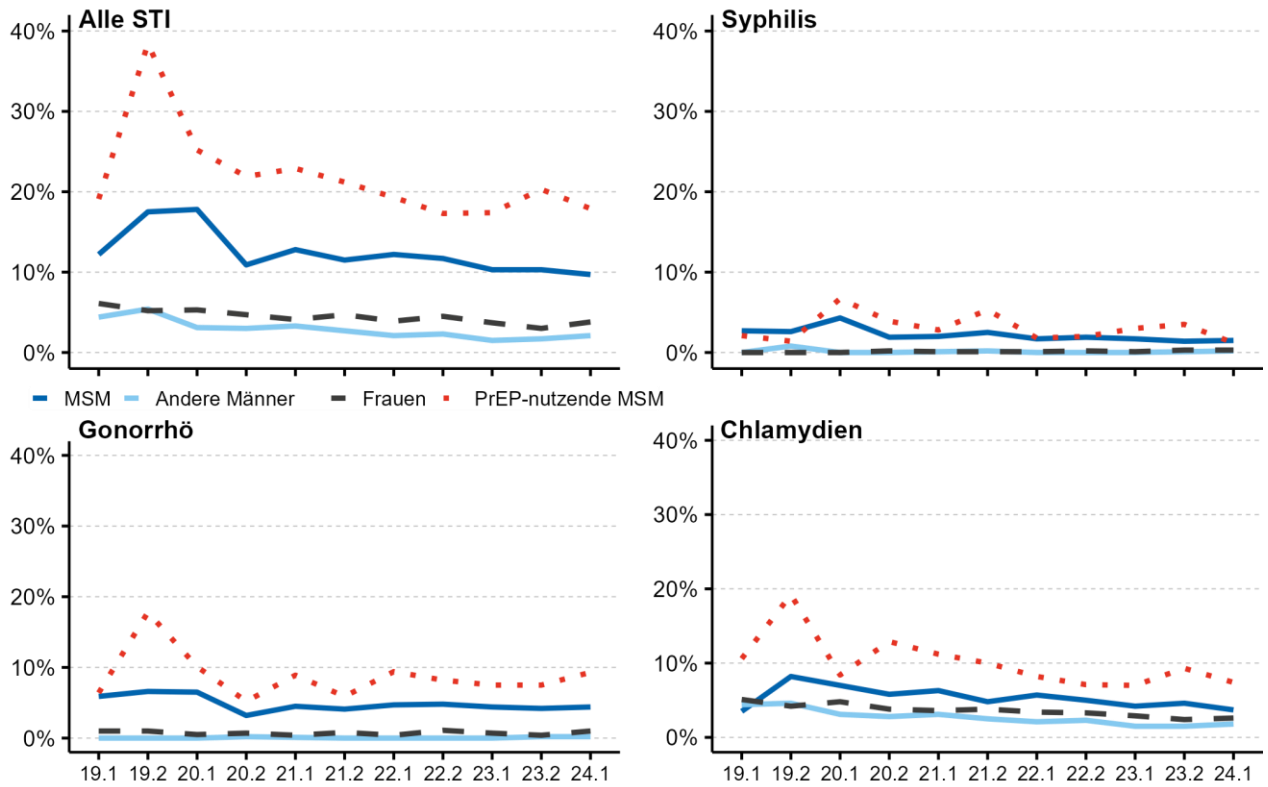 Alle STI
40%
30%
20%
10%
0%
Syphilis
40%
30%
20%
10%
0%
MSM Andere Männer Frauen PrEP-nutzende MSM
Gonorrhö
40%
30%
20%
10%
0%
19.1 19.2 20.1 20.2 21.1 21.2 22.1 22.2 23.1 23.2 24.1
Chlamydien
40%
30%
20%
10%
0%
19.1 19.2 20.1 20.2 21.1 21.2 22.1 22.2 23.1 23.2 24.1